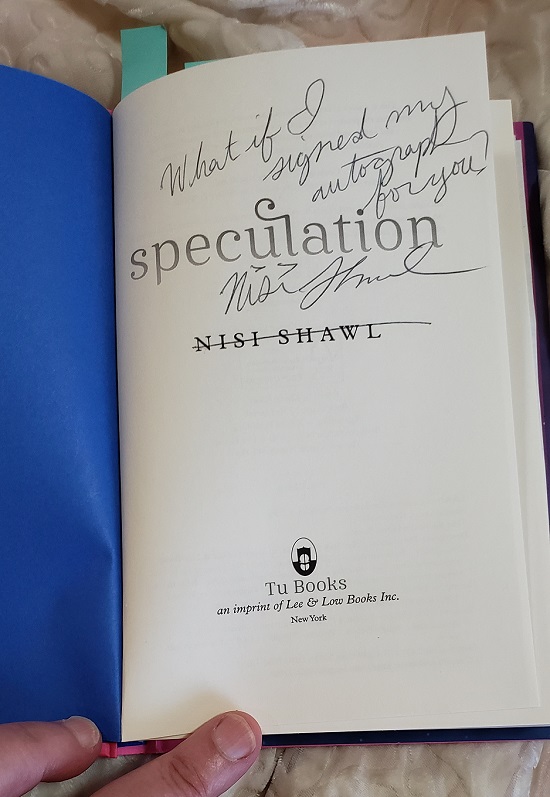 What if I
signed my
autograph
for you?
speculation
Nisi Shawl
NISI SHAWL
Tu Books
an imprint of Lee & Low Books Inc.
New York